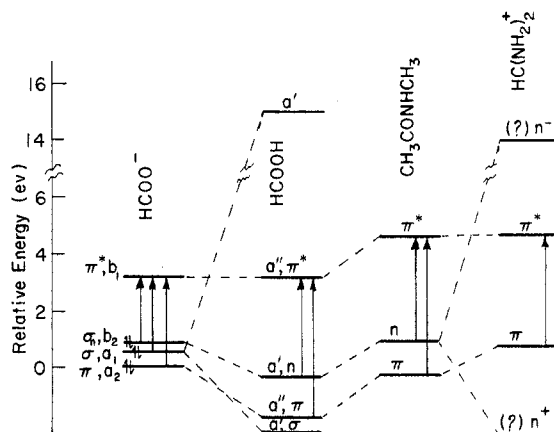 Relative Energy (ev)
16
14
6
4
2
0
HCOO⁻
HCOOH
CH₃CONHCH₃
HC(NH₂)₂⁺
a'
(?) n⁻
π*, b₁
a'', π*
π*
π*
σₙ, b₂
σ, a₁
π, a₂
a', n
a'', π
a', σ
n
π
π
(?) n⁺